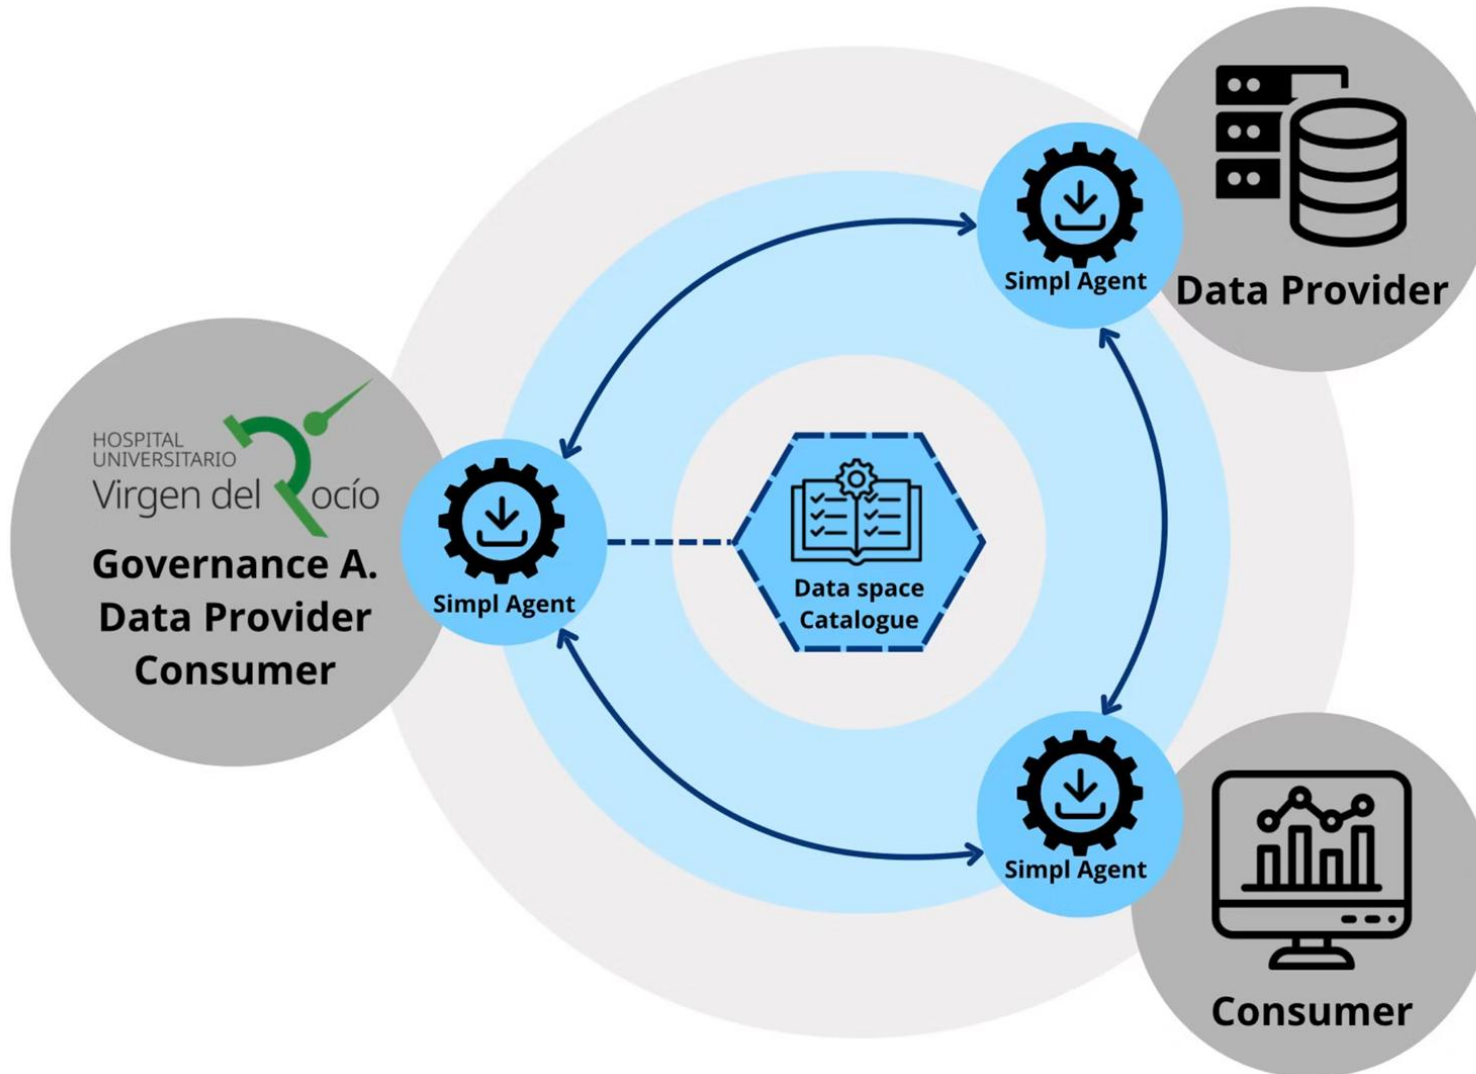 HOSPITAL
UNIVERSITARIO
Virgen del Rocío
Governance A.
Data Provider
Consumer
Simpl Agent
Data space
Catalogue
Simpl Agent
Data Provider
Simpl Agent
Consumer